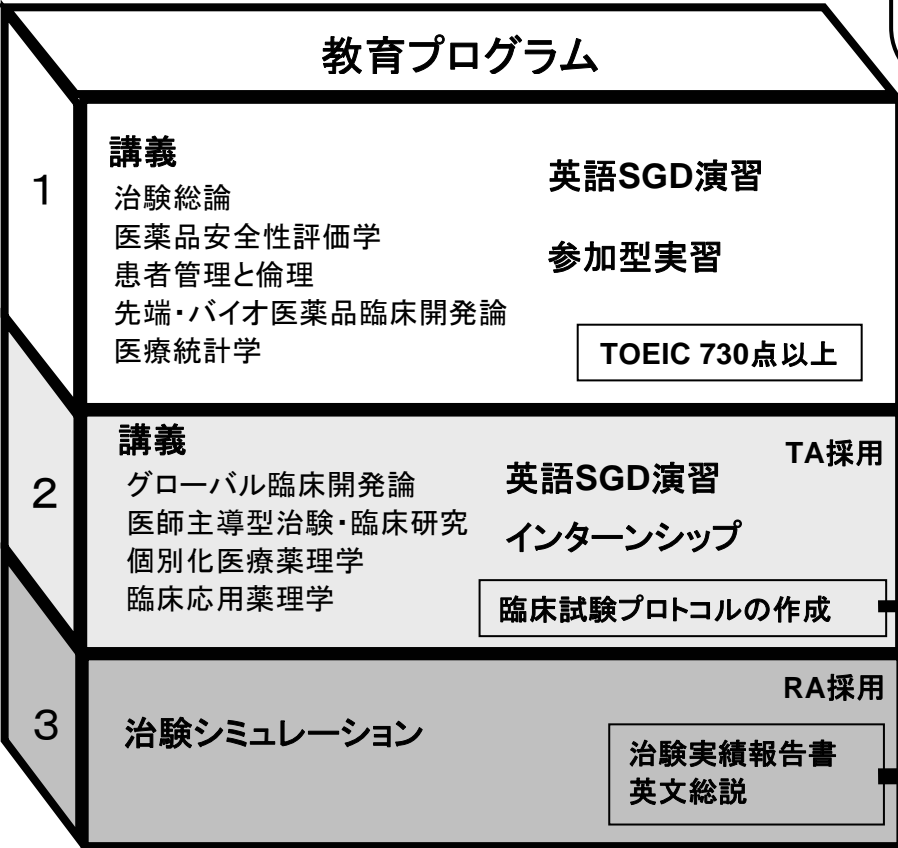 教育プログラム
1
講義
治験総論
医薬品安全性評価学
患者管理と倫理
先端・バイオ医薬品臨床開発論
医療統計学
英語SGD演習
参加型実習
TOEIC 730点以上
2
講義
グローバル臨床開発論
医師主導型治験・臨床研究
個別化医療薬理学
臨床応用薬理学
TA採用
英語SGD演習
インターンシップ
臨床試験プロトコルの作成
3
治験シミュレーション
RA採用
治験実績報告書
英文総説